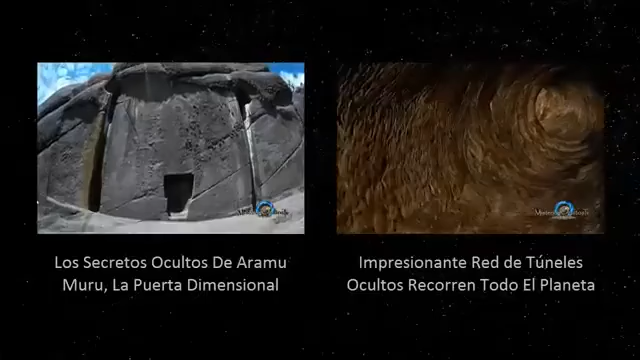 Los Secretos Ocultos De Aramu
Muru, La Puerta Dimensional
Impresionante Red de Túneles
Ocultos Recorren Todo El Planeta